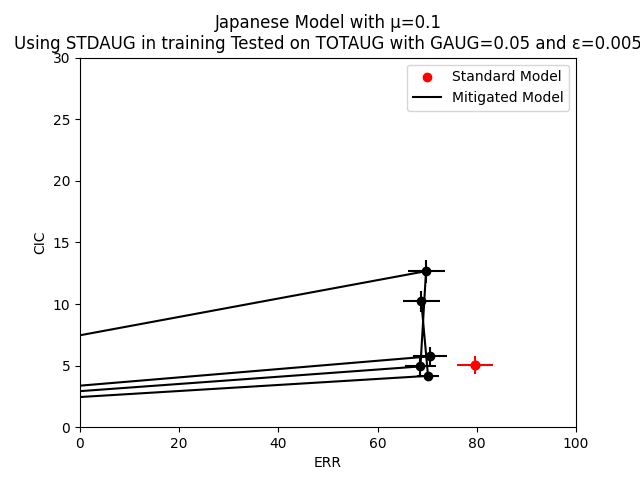 Japanese Model with μ=0.1
Using STDAUG in training Tested on TOTAUG with GAUG=0.05 and ε=0.005
30
25
20
15
10
5
0
CIC
Standard Model
Mitigated Model
0 20 40 60 80 100
ERR